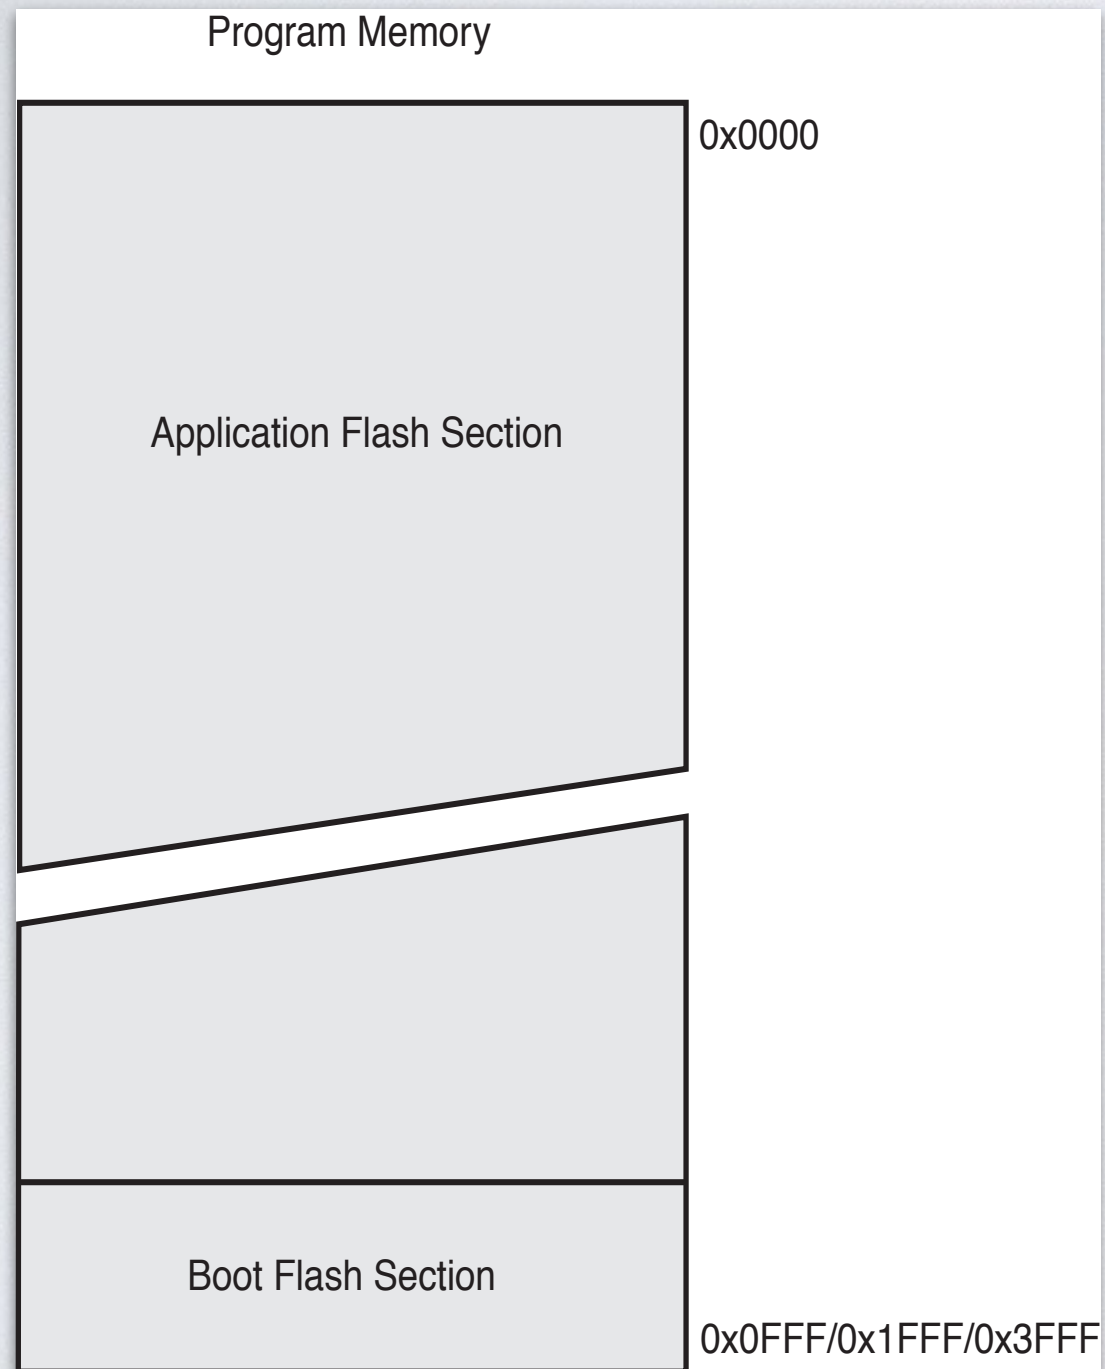 Program Memory
0x0000
Application Flash Section
Boot Flash Section
0x0FFF/0x1FFF/0x3FFF